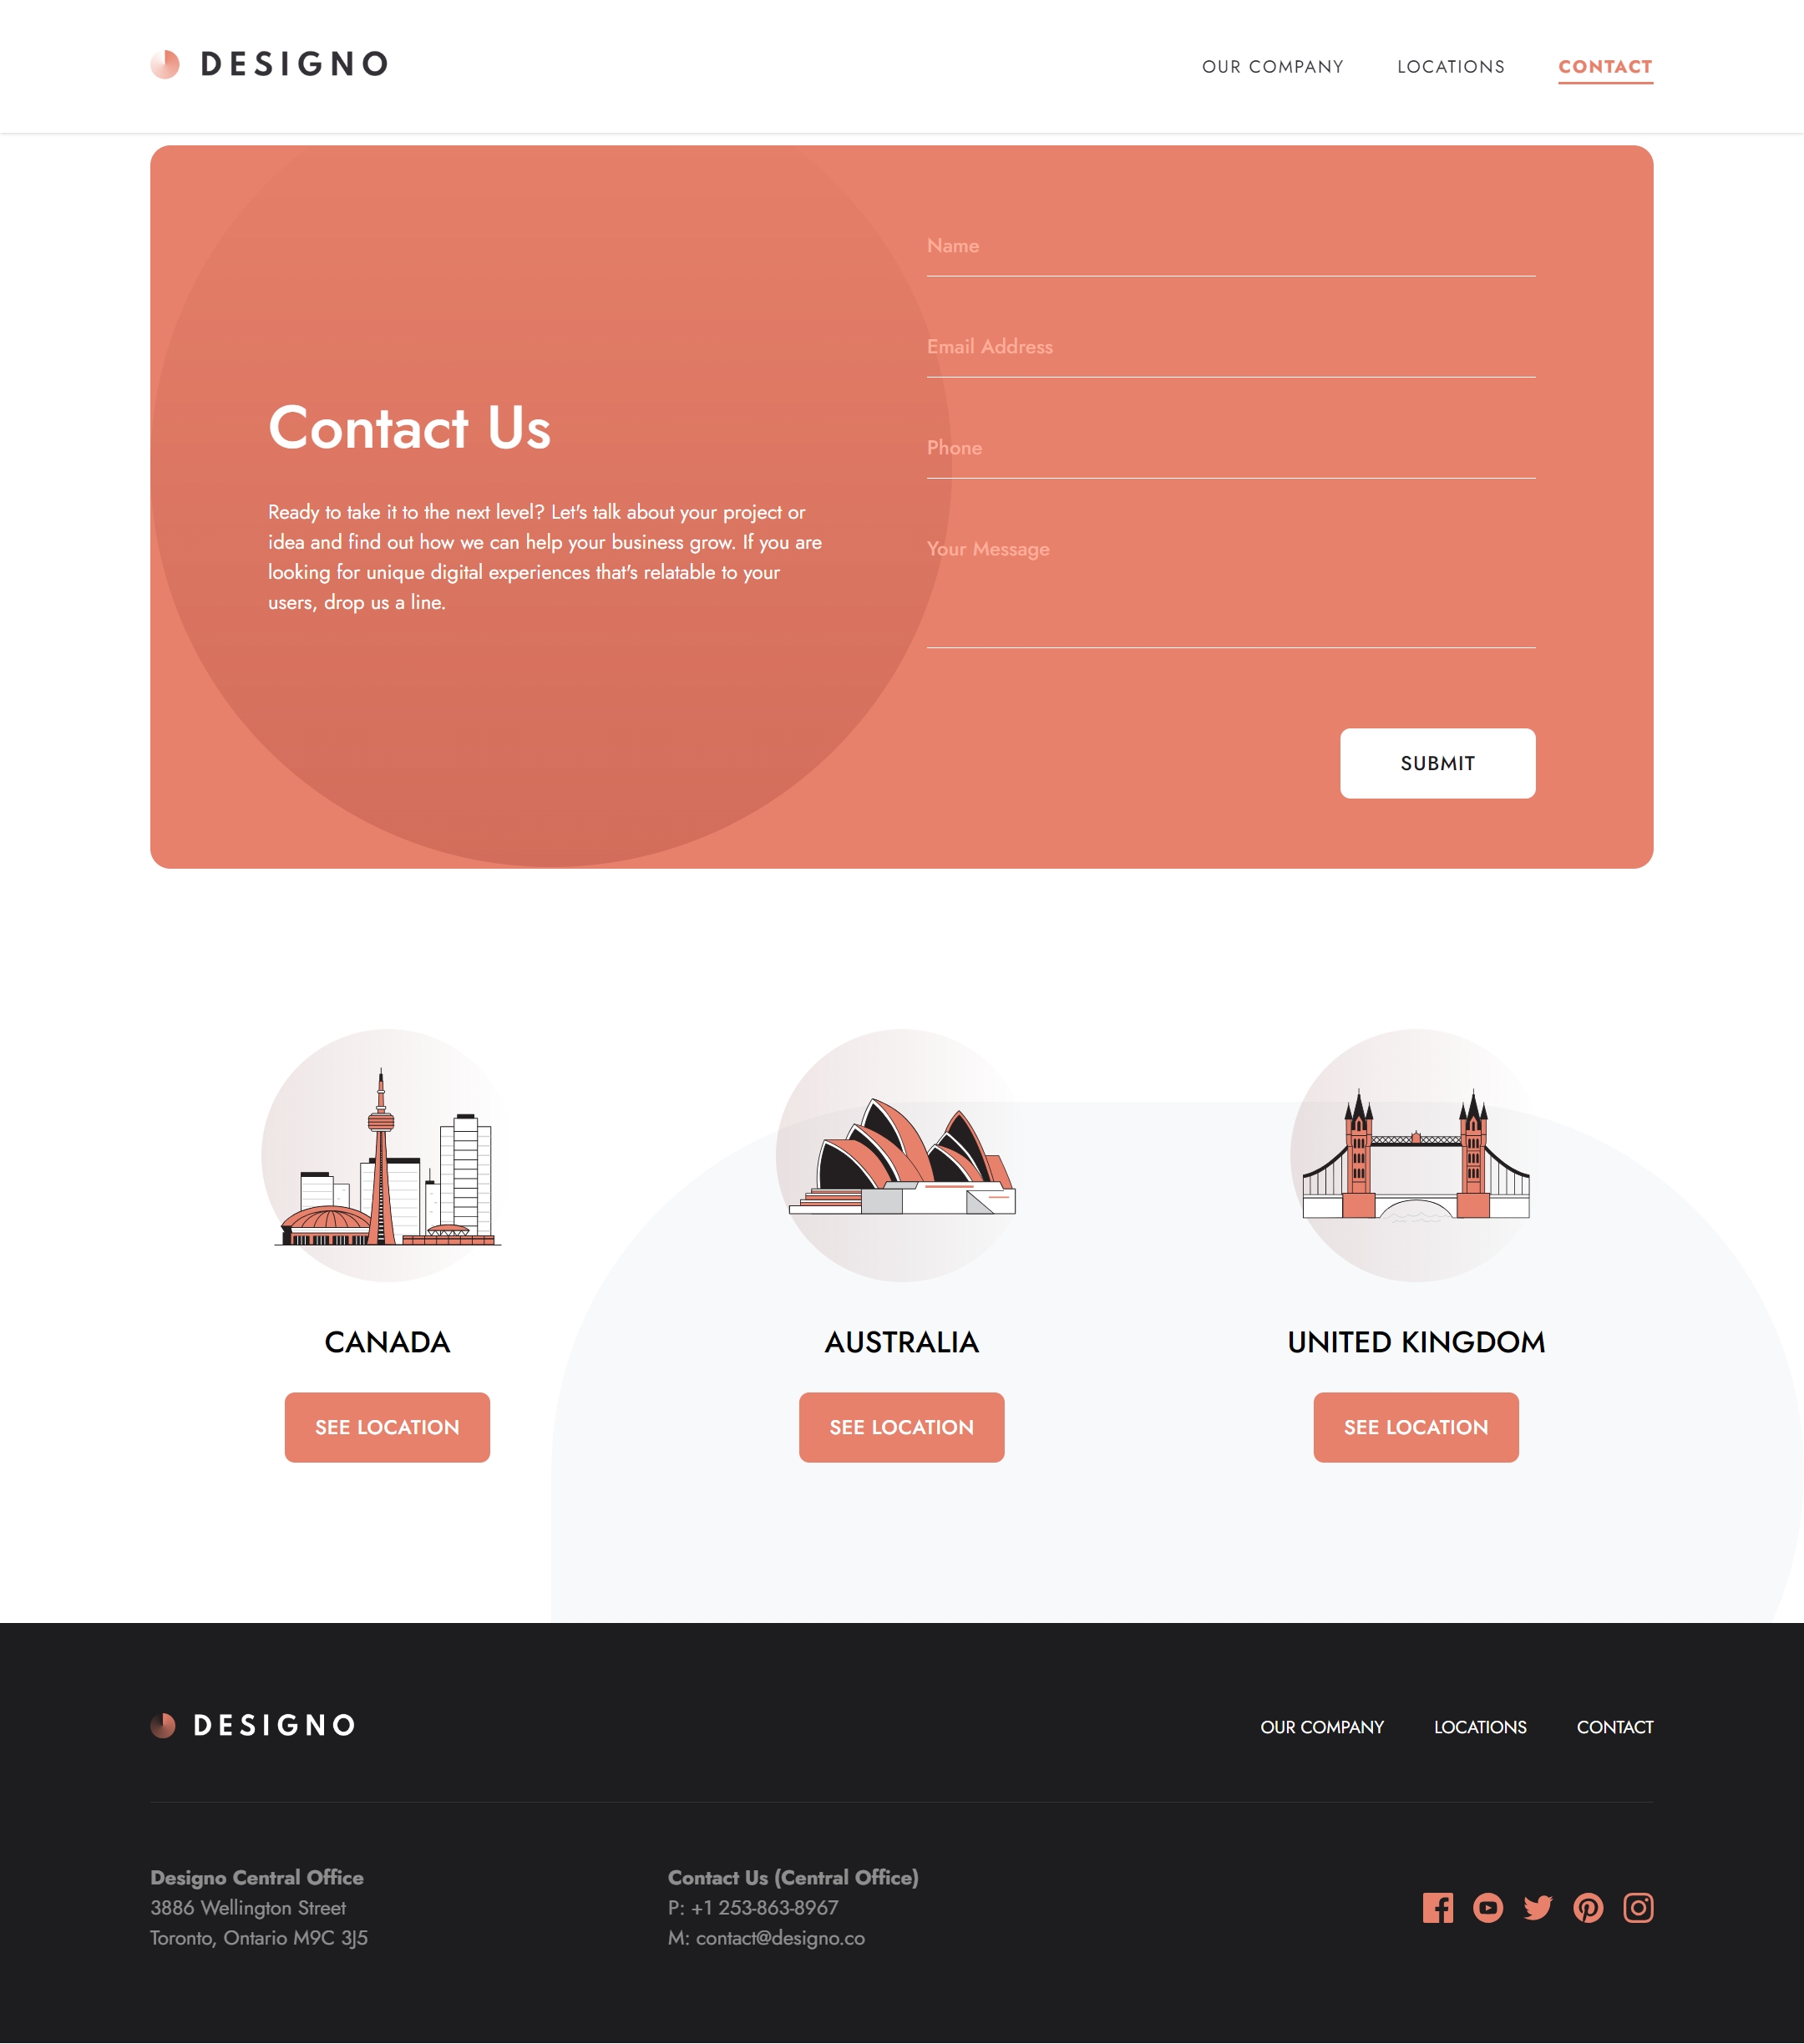 DESIGNO
OUR COMPANY
LOCATIONS
CONTACT
Contact Us
Ready to take it to the next level? Let's talk about your project or
idea and find out how we can help your business grow. If you are
looking for unique digital experiences that's relatable to your
users, drop us a line.
Name
Email Address
Phone
Your Message
SUBMIT
CANADA
SEE LOCATION
AUSTRALIA
SEE LOCATION
UNITED KINGDOM
SEE LOCATION
DESIGNO
OUR COMPANY
LOCATIONS
CONTACT
Designo Central Office
3886 Wellington Street
Toronto, Ontario M9C 3J5
Contact Us (Central Office)
P: +1 253-863-8967
M: contact@designo.co